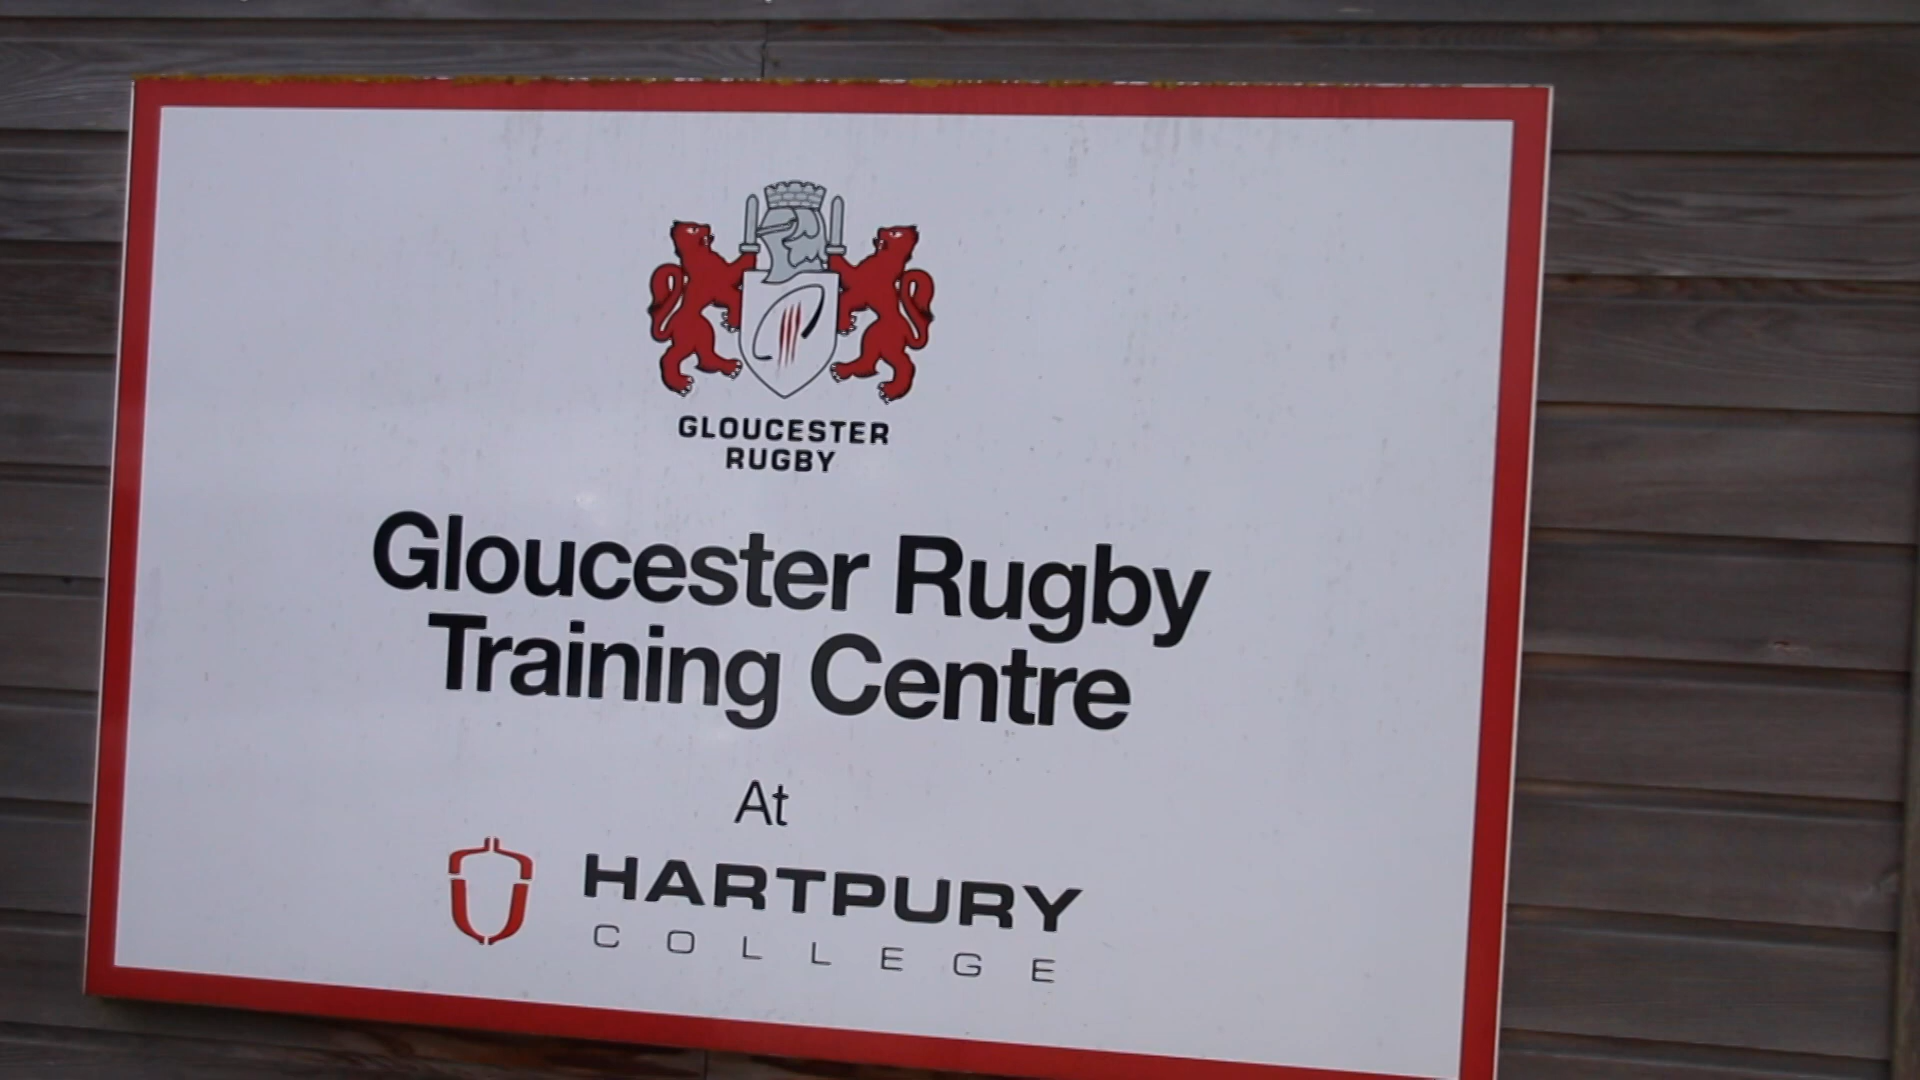 GLOUCESTER
RUGBY
Gloucester Rugby
Training Centre
At
HARTPURY
COLLEGE